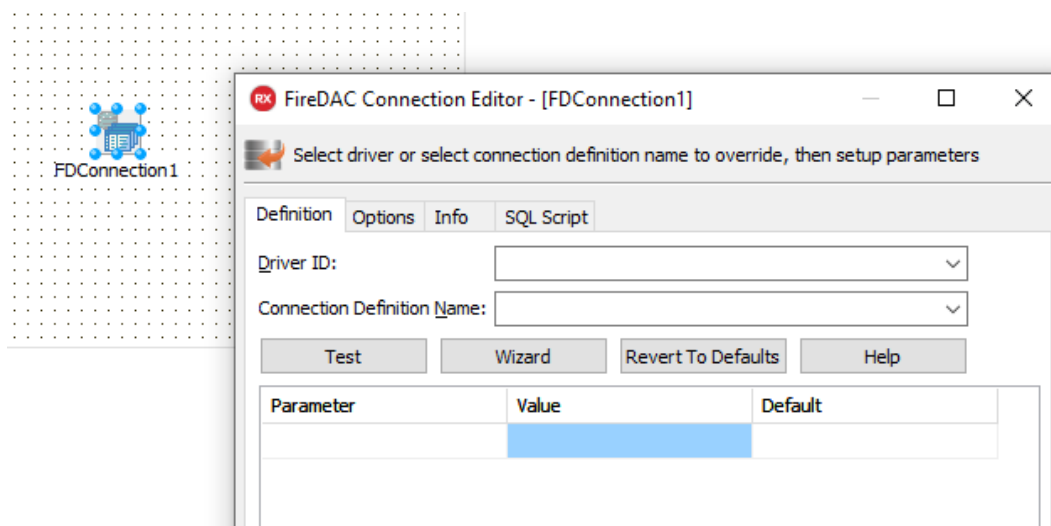 RX FireDAC Connection Editor - [FDConnection1]
Select driver or select connection definition name to override, then setup parameters
FDConnection1
Definition Options Info SQL Script
Driver ID:
Connection Definition Name:
Test Wizard Revert To Defaults Help
Parameter Value Default